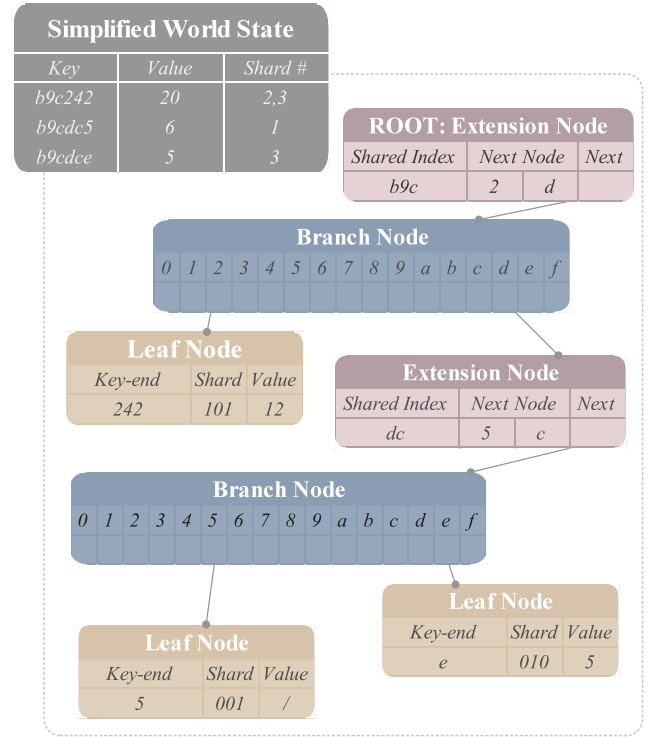 Simplified World State
Key Value Shard #
b9c242 20 2,3
b9cdc5 6 1
b9cdce 5 3
ROOT: Extension Node
Shared Index Next Node Next
b9c 2 d
Branch Node
0 1 2 3 4 5 6 7 8 9 a b c d e f
Leaf Node
Key-end Shard Value
242 101 12
Extension Node
Shared Index Next Node Next
dc 5 c
Branch Node
0 1 2 3 4 5 6 7 8 9 a b c d e f
Leaf Node
Key-end Shard Value
e 010 5
Leaf Node
Key-end Shard Value
5 001 /